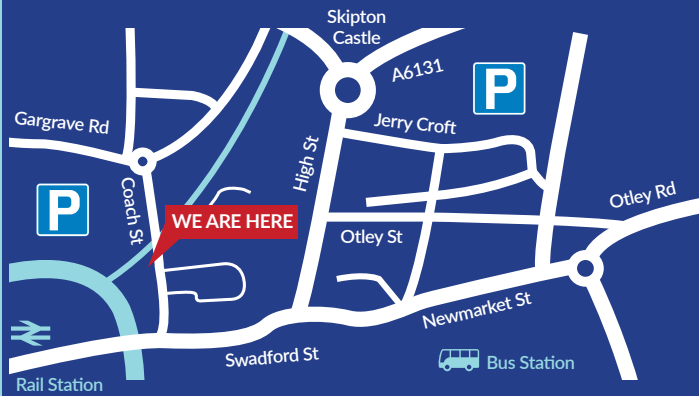 Skipton
Castle
A6131
P
Gargrave Rd
Jerry Croft
High St
Coach St
P
Otley Rd
WE ARE HERE
Otley St
Newmarket St
Swadford St
Bus Station
Rail Station